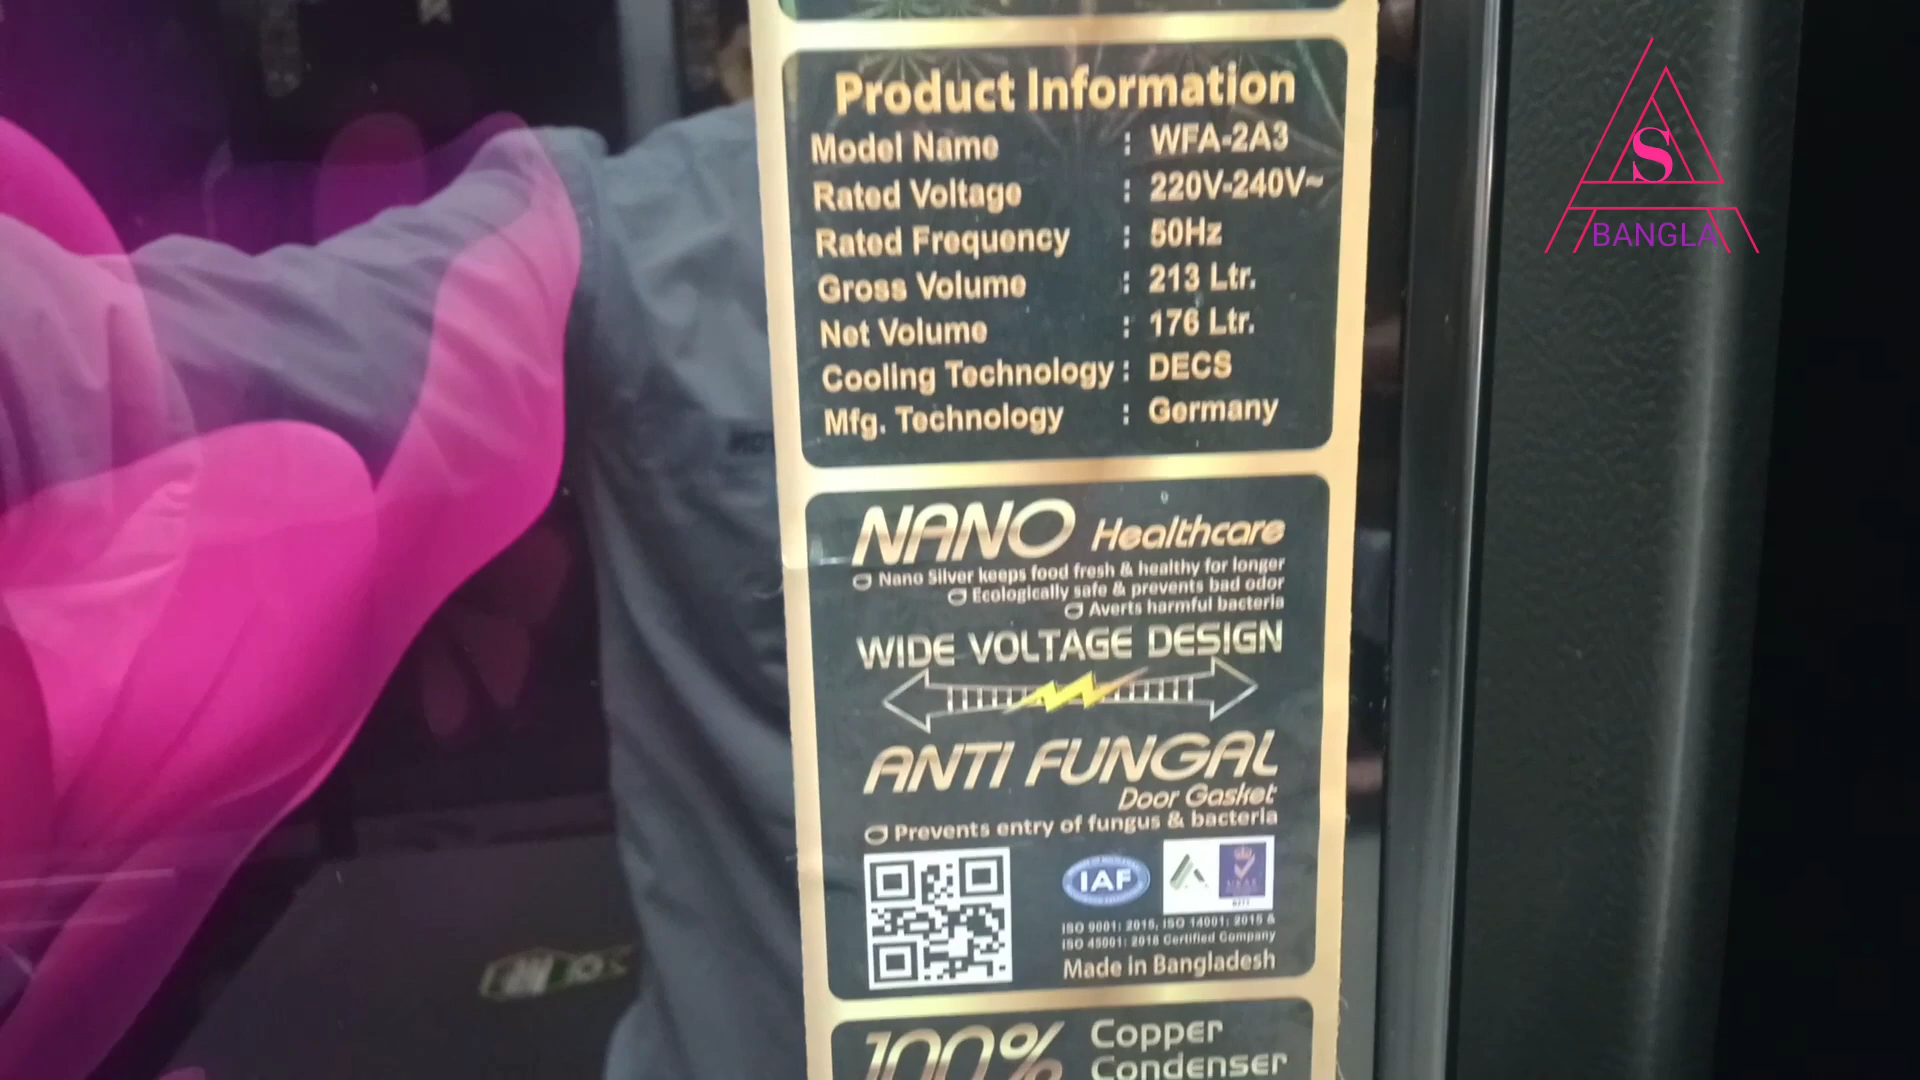 Product Information
Model Name : WFA-2A3
Rated Voltage : 220V-240V~
Rated Frequency : 50Hz
Gross Volume : 213 Ltr.
Net Volume : 176 Ltr.
Cooling Technology : DECS
Mfg. Technology : Germany
NANO Healthcare
Nano Silver keeps food fresh & healthy for longer
Ecologically safe & prevents bad odor
Averts harmful bacteria
WIDE VOLTAGE DESIGN
ANTI FUNGAL
Door Gasket
Prevents entry of fungus & bacteria
IAF
ISO 9001: 2015, ISO 14001: 2015 &
ISO 45001: 2018 Certified Company
Made in Bangladesh
100% Copper
Condenser
S
BANGLA